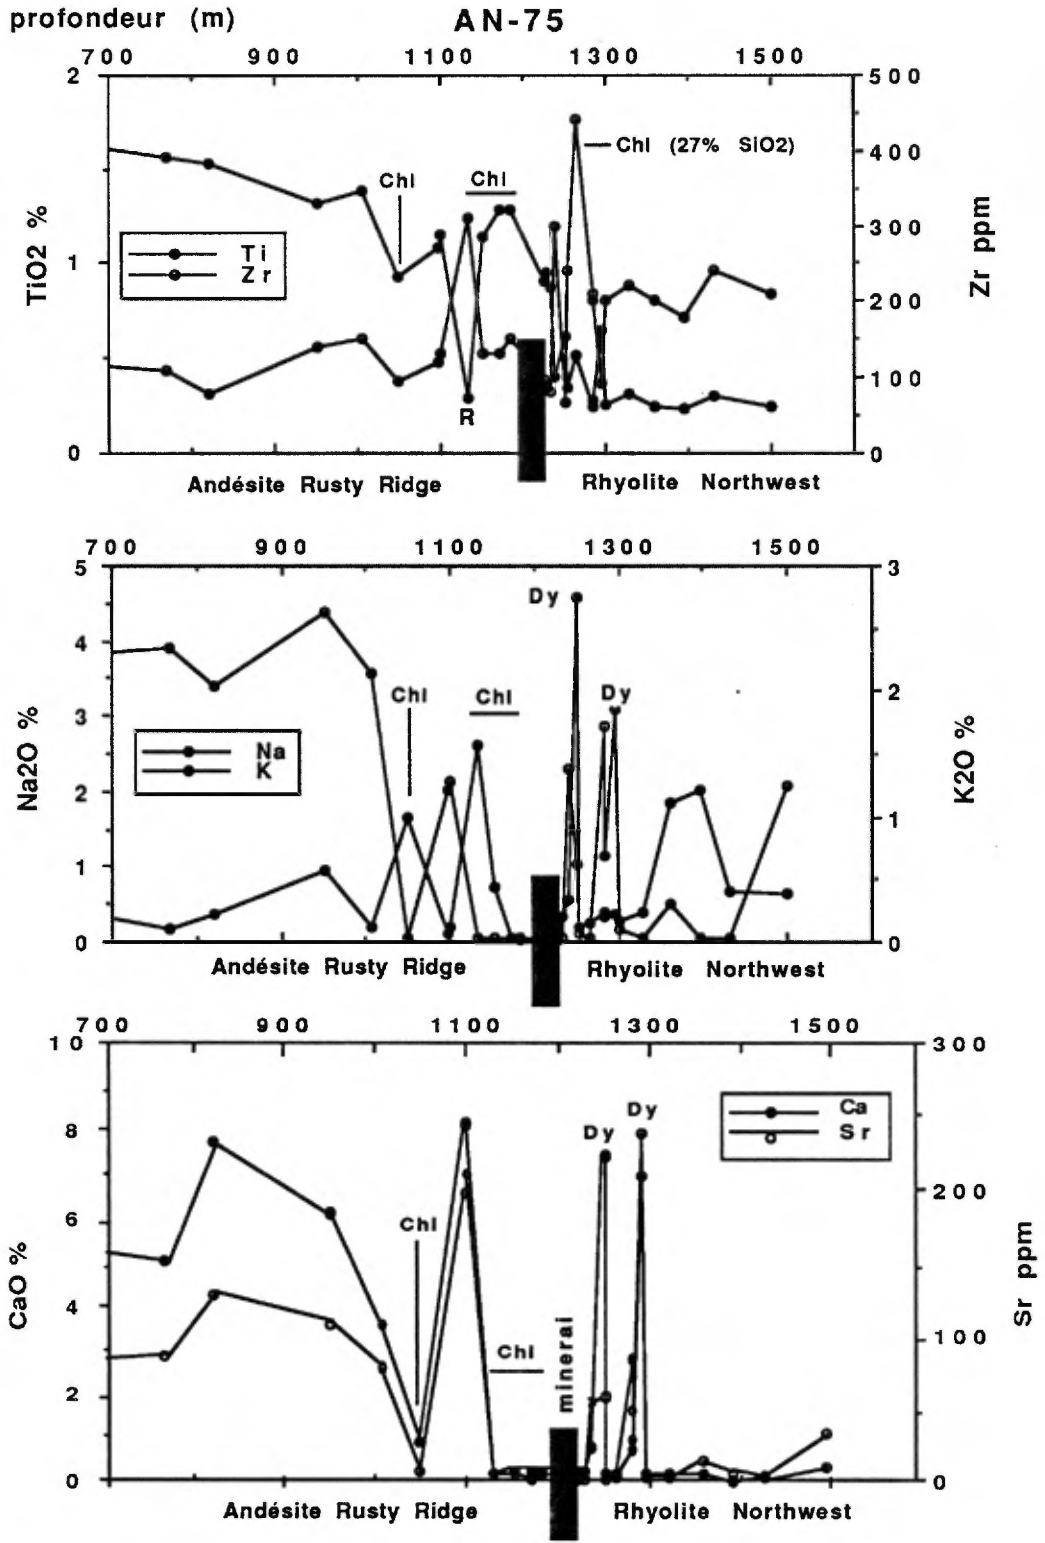 profondeur (m) AN-75
700 900 1100 1300 1500
2 500
Chl (27% SiO2)
400
Chl Chl
300
Ti
Zr
TiO2 %
Zr ppm
1
200
100
R
0 0
Andésite Rusty Ridge Rhyolite Northwest
700 900 1100 1300 1500
5 3
Dy
4
Chl Chl Dy
2
3
Na
K
Na2O %
K2O %
2
1
1
0 0
Andésite Rusty Ridge Rhyolite Northwest
700 900 1100 1300 1500
10 300
Ca
Sr
Dy
Dy
8
200
6
Chl
CaO %
Sr ppm
4
100
Chl
minerai
2
0 0
Andésite Rusty Ridge Rhyolite Northwest